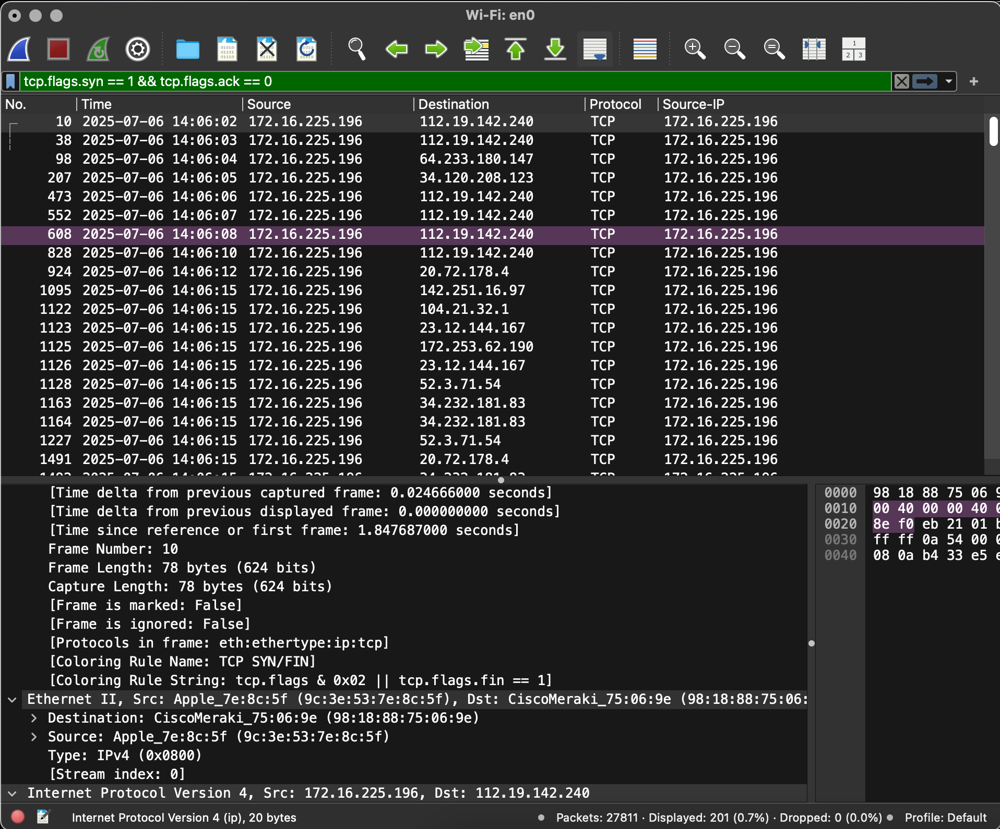 Wi-Fi: en0
tcp.flags.syn == 1 && tcp.flags.ack == 0
No. Time Source Destination Protocol Source-IP
10 2025-07-06 14:06:02 172.16.225.196 112.19.142.240 TCP 172.16.225.196
38 2025-07-06 14:06:03 172.16.225.196 112.19.142.240 TCP 172.16.225.196
98 2025-07-06 14:06:04 172.16.225.196 64.233.180.147 TCP 172.16.225.196
207 2025-07-06 14:06:05 172.16.225.196 34.120.208.123 TCP 172.16.225.196
473 2025-07-06 14:06:06 172.16.225.196 112.19.142.240 TCP 172.16.225.196
552 2025-07-06 14:06:07 172.16.225.196 112.19.142.240 TCP 172.16.225.196
608 2025-07-06 14:06:08 172.16.225.196 112.19.142.240 TCP 172.16.225.196
828 2025-07-06 14:06:10 172.16.225.196 112.19.142.240 TCP 172.16.225.196
924 2025-07-06 14:06:12 172.16.225.196 20.72.178.4 TCP 172.16.225.196
1095 2025-07-06 14:06:15 172.16.225.196 142.251.16.97 TCP 172.16.225.196
1122 2025-07-06 14:06:15 172.16.225.196 104.21.32.1 TCP 172.16.225.196
1123 2025-07-06 14:06:15 172.16.225.196 23.12.144.167 TCP 172.16.225.196
1125 2025-07-06 14:06:15 172.16.225.196 172.253.62.190 TCP 172.16.225.196
1126 2025-07-06 14:06:15 172.16.225.196 23.12.144.167 TCP 172.16.225.196
1128 2025-07-06 14:06:15 172.16.225.196 52.3.71.54 TCP 172.16.225.196
1163 2025-07-06 14:06:15 172.16.225.196 34.232.181.83 TCP 172.16.225.196
1164 2025-07-06 14:06:15 172.16.225.196 34.232.181.83 TCP 172.16.225.196
1227 2025-07-06 14:06:15 172.16.225.196 52.3.71.54 TCP 172.16.225.196
1491 2025-07-06 14:06:15 172.16.225.196 20.72.178.4 TCP 172.16.225.196
[Time delta from previous captured frame: 0.024666000 seconds]
[Time delta from previous displayed frame: 0.000000000 seconds]
[Time since reference or first frame: 1.847687000 seconds]
Frame Number: 10
Frame Length: 78 bytes (624 bits)
Capture Length: 78 bytes (624 bits)
[Frame is marked: False]
[Frame is ignored: False]
[Protocols in frame: eth:ethertype:ip:tcp]
[Coloring Rule Name: TCP SYN/FIN]
[Coloring Rule String: tcp.flags & 0x02 || tcp.flags.fin == 1]
Ethernet II, Src: Apple_7e:8c:5f (9c:3e:53:7e:8c:5f), Dst: CiscoMeraki_75:06:9e (98:18:88:75:06:
Destination: CiscoMeraki_75:06:9e (98:18:88:75:06:9e)
Source: Apple_7e:8c:5f (9c:3e:53:7e:8c:5f)
Type: IPv4 (0x0800)
[Stream index: 0]
Internet Protocol Version 4, Src: 172.16.225.196, Dst: 112.19.142.240
0000 98 18 88 75 06
0010 00 40 00 00 40
0020 8e f0 eb 21 01
0030 ff ff 0a 54 00
0040 08 0a b4 33 e5
Internet Protocol Version 4 (ip), 20 bytes
Packets: 27811 · Displayed: 201 (0.7%) · Dropped: 0 (0.0%)
Profile: Default